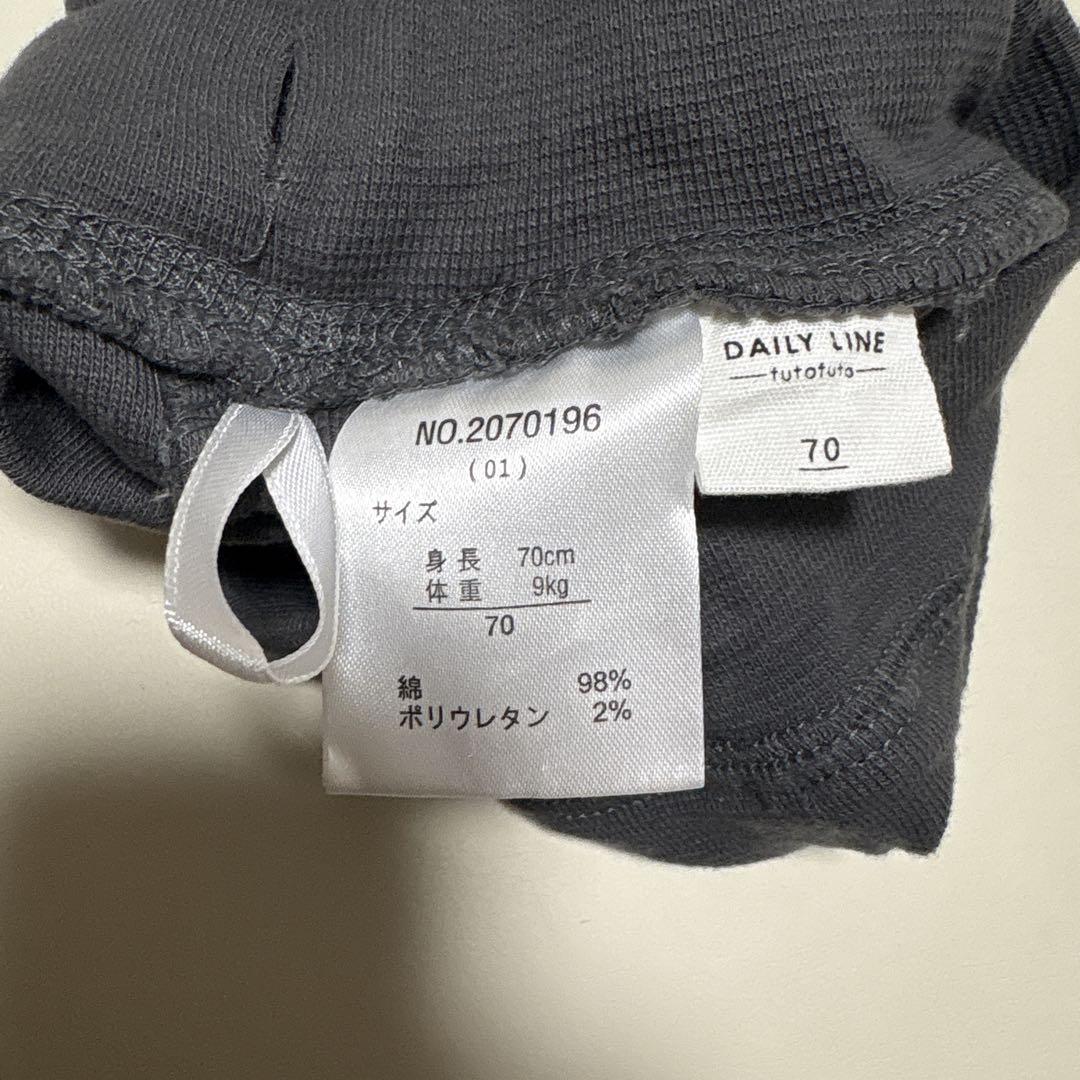 NO.2070196
(01)
サイズ
身長 70cm
体重 9kg
70
綿 98%
ポリウレタン 2%
DAILY LINE
futafuta
70